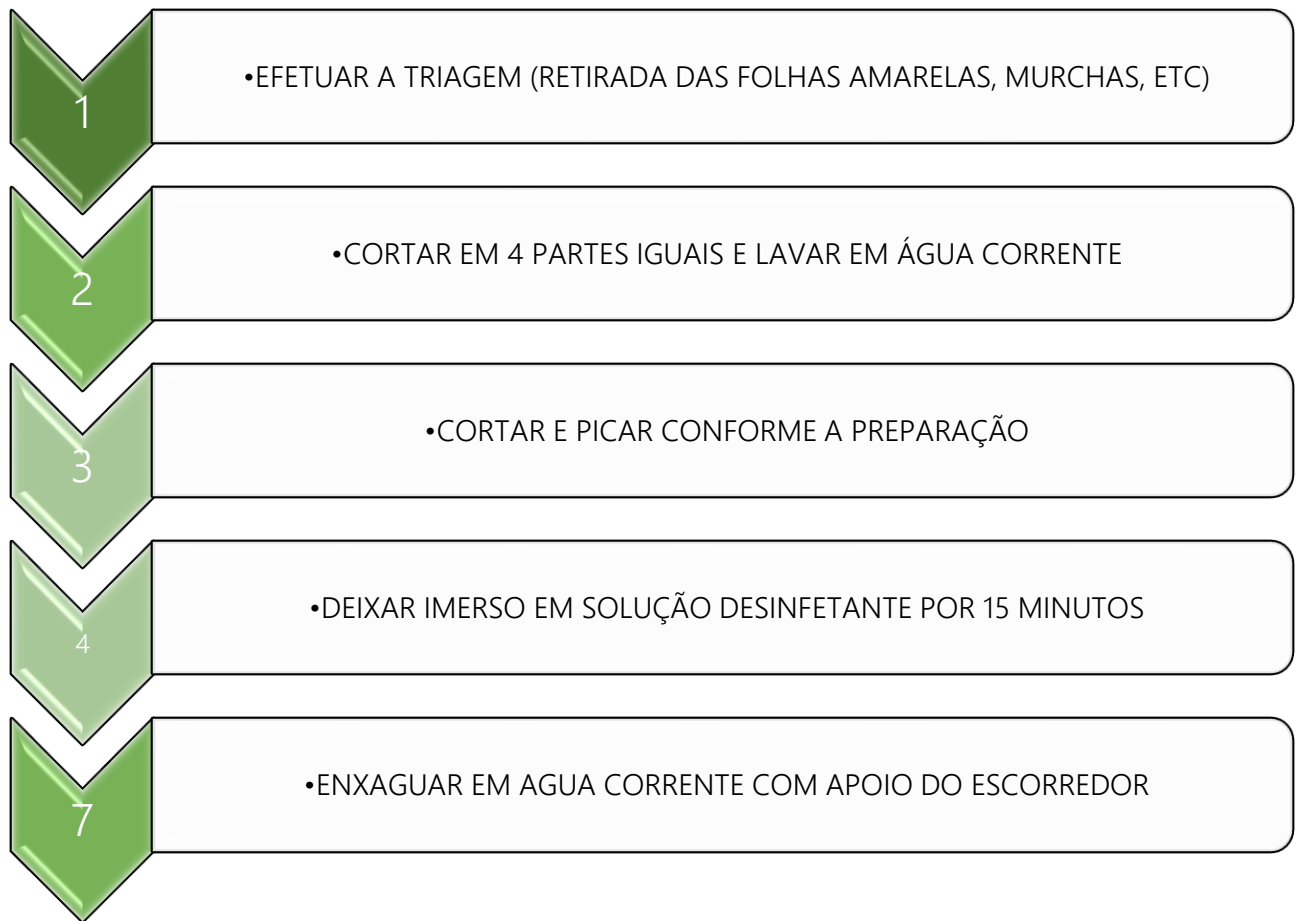 1
•EFETUAR A TRIAGEM (RETIRADA DAS FOLHAS AMARELAS, MURCHAS, ETC)
2
•CORTAR EM 4 PARTES IGUAIS E LAVAR EM ÁGUA CORRENTE
3
•CORTAR E PICAR CONFORME A PREPARAÇÃO
4
•DEIXAR IMERSO EM SOLUÇÃO DESINFETANTE POR 15 MINUTOS
7
•ENXAGUAR EM AGUA CORRENTE COM APOIO DO ESCORREDOR